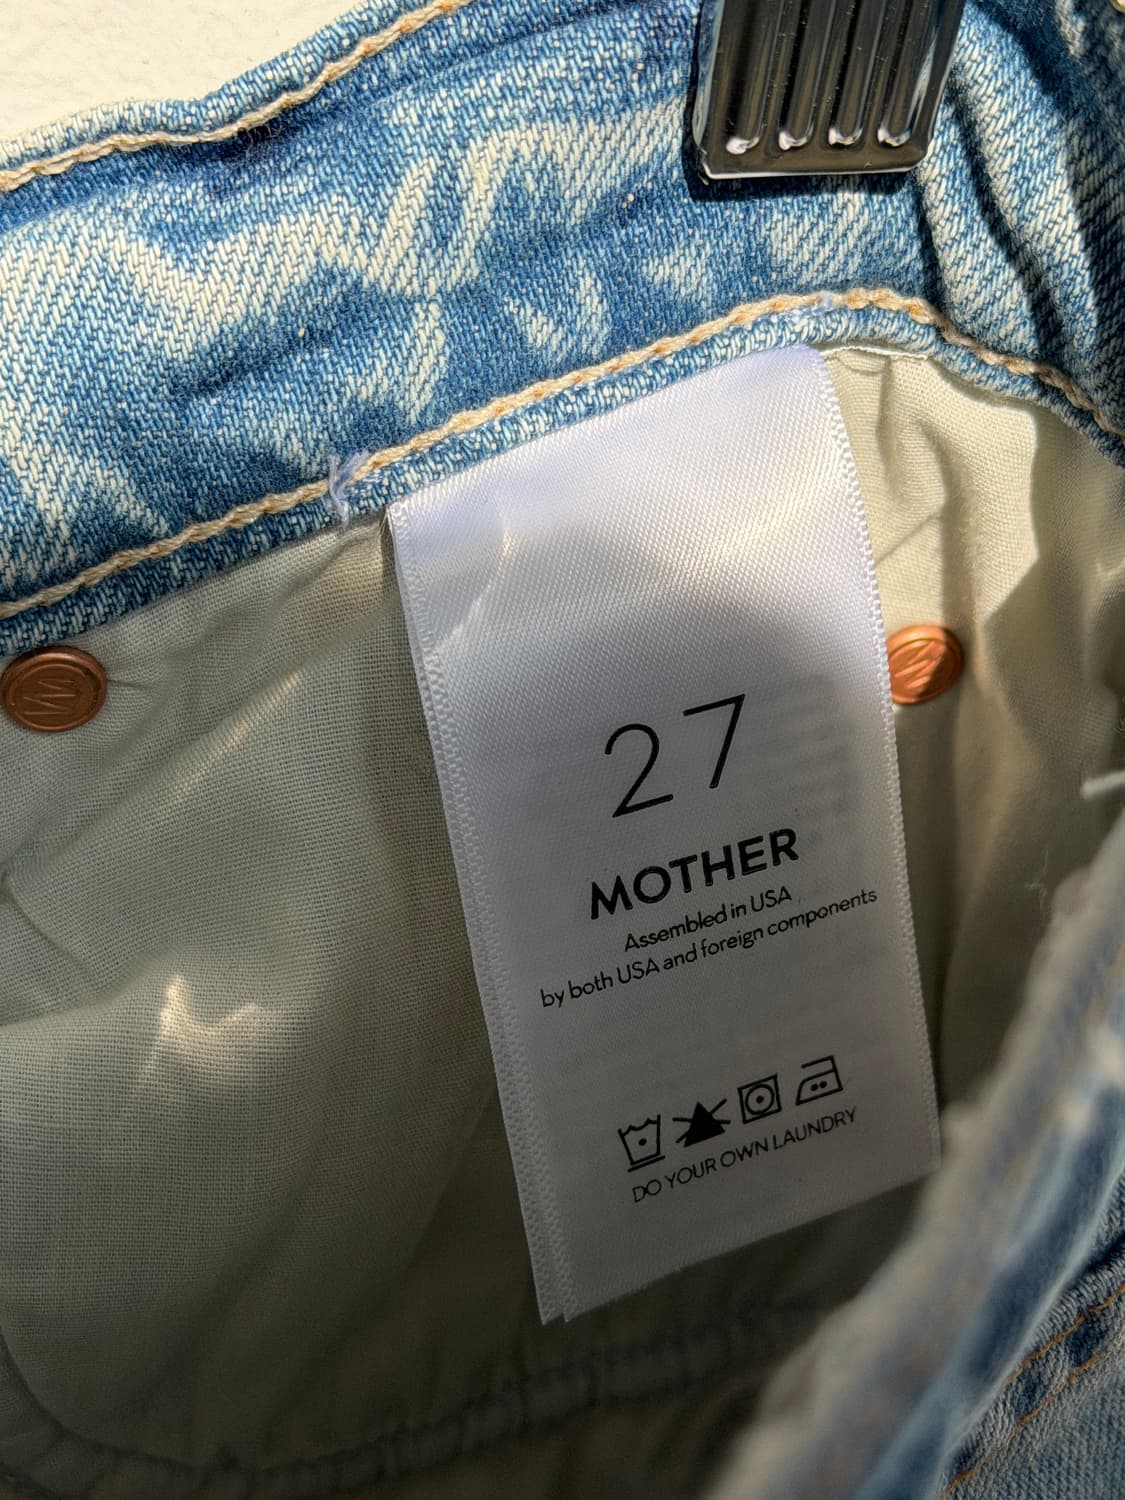 27
MOTHER
Assembled in USA
by both USA and foreign components
DO YOUR OWN LAUNDRY